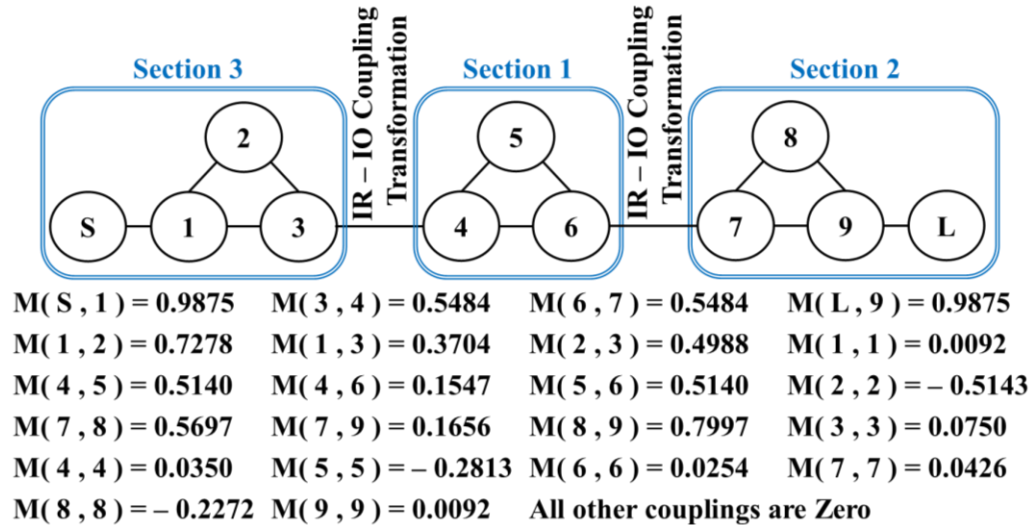 Section 3
IR – IO Coupling
Transformation
Section 1
IR – IO Coupling
Transformation
Section 2
2
5
8
S
1
3
4
6
7
9
L
M( S , 1 ) = 0.9875 M( 3 , 4 ) = 0.5484 M( 6 , 7 ) = 0.5484 M( L , 9 ) = 0.9875
M( 1 , 2 ) = 0.7278 M( 1 , 3 ) = 0.3704 M( 2 , 3 ) = 0.4988 M( 1 , 1 ) = 0.0092
M( 4 , 5 ) = 0.5140 M( 4 , 6 ) = 0.1547 M( 5 , 6 ) = 0.5140 M( 2 , 2 ) = – 0.5143
M( 7 , 8 ) = 0.5697 M( 7 , 9 ) = 0.1656 M( 8 , 9 ) = 0.7997 M( 3 , 3 ) = 0.0750
M( 4 , 4 ) = 0.0350 M( 5 , 5 ) = – 0.2813 M( 6 , 6 ) = 0.0254 M( 7 , 7 ) = 0.0426
M( 8 , 8 ) = – 0.2272 M( 9 , 9 ) = 0.0092 All other couplings are Zero